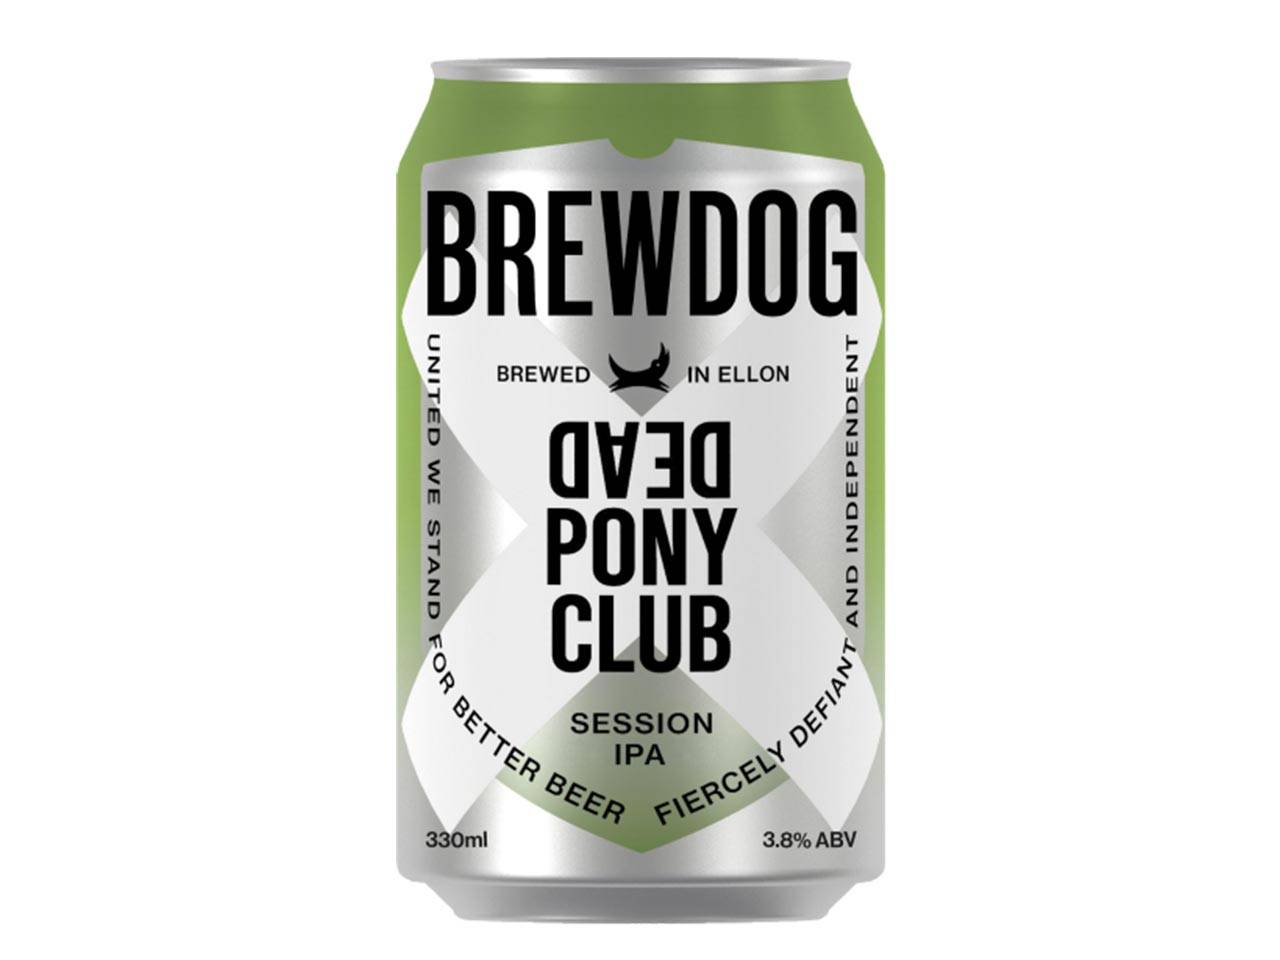 BREWDOG
BREWED IN ELLON
DEAD
PONY
CLUB
SESSION
IPA
UNITED WE STAND FOR BETTER BEER
FIERCELY DEFIANT AND INDEPENDENT
330ml
3.8% ABV